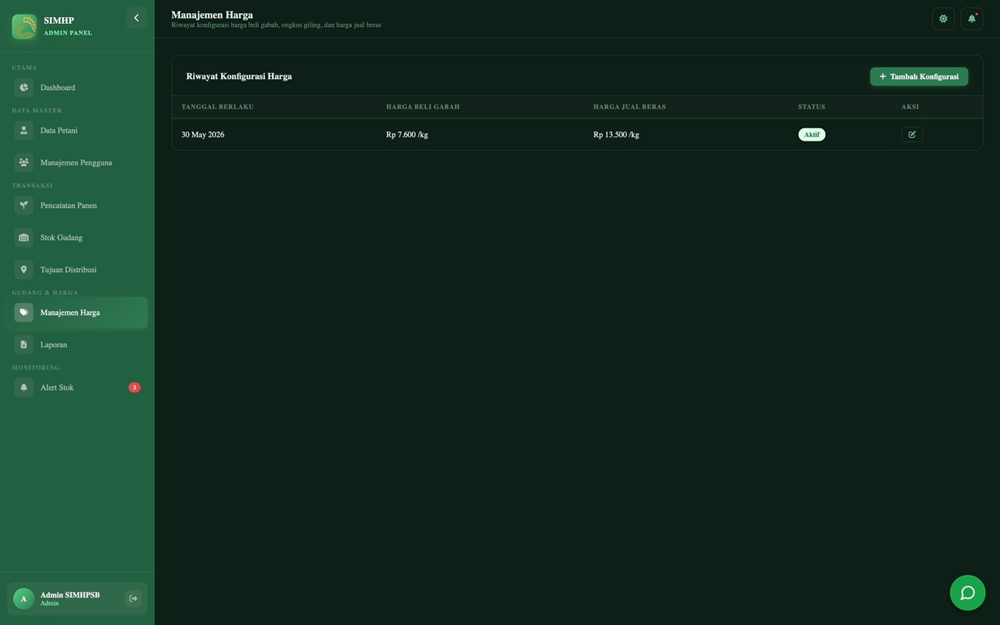 SIMHP
ADMIN PANEL
UTAMA
Dashboard
DATA MASTER
Data Petani
Manajemen Pengguna
TRANSAKSI
Pencatatan Panen
Stok Gudang
Tujuan Distribusi
GUDANG & HARGA
Manajemen Harga
Laporan
MONITORING
Alert Stok 3
A Admin SIMHPSB
Admin
Manajemen Harga
Riwayat konfigurasi harga beli gabah, ongkos giling, dan harga jual beras
Riwayat Konfigurasi Harga
Tambah Konfigurasi
TANGGAL BERLAKU HARGA BELI GABAH HARGA JUAL BERAS STATUS AKSI
30 May 2026 Rp 7.600 /kg Rp 13.500 /kg Aktif